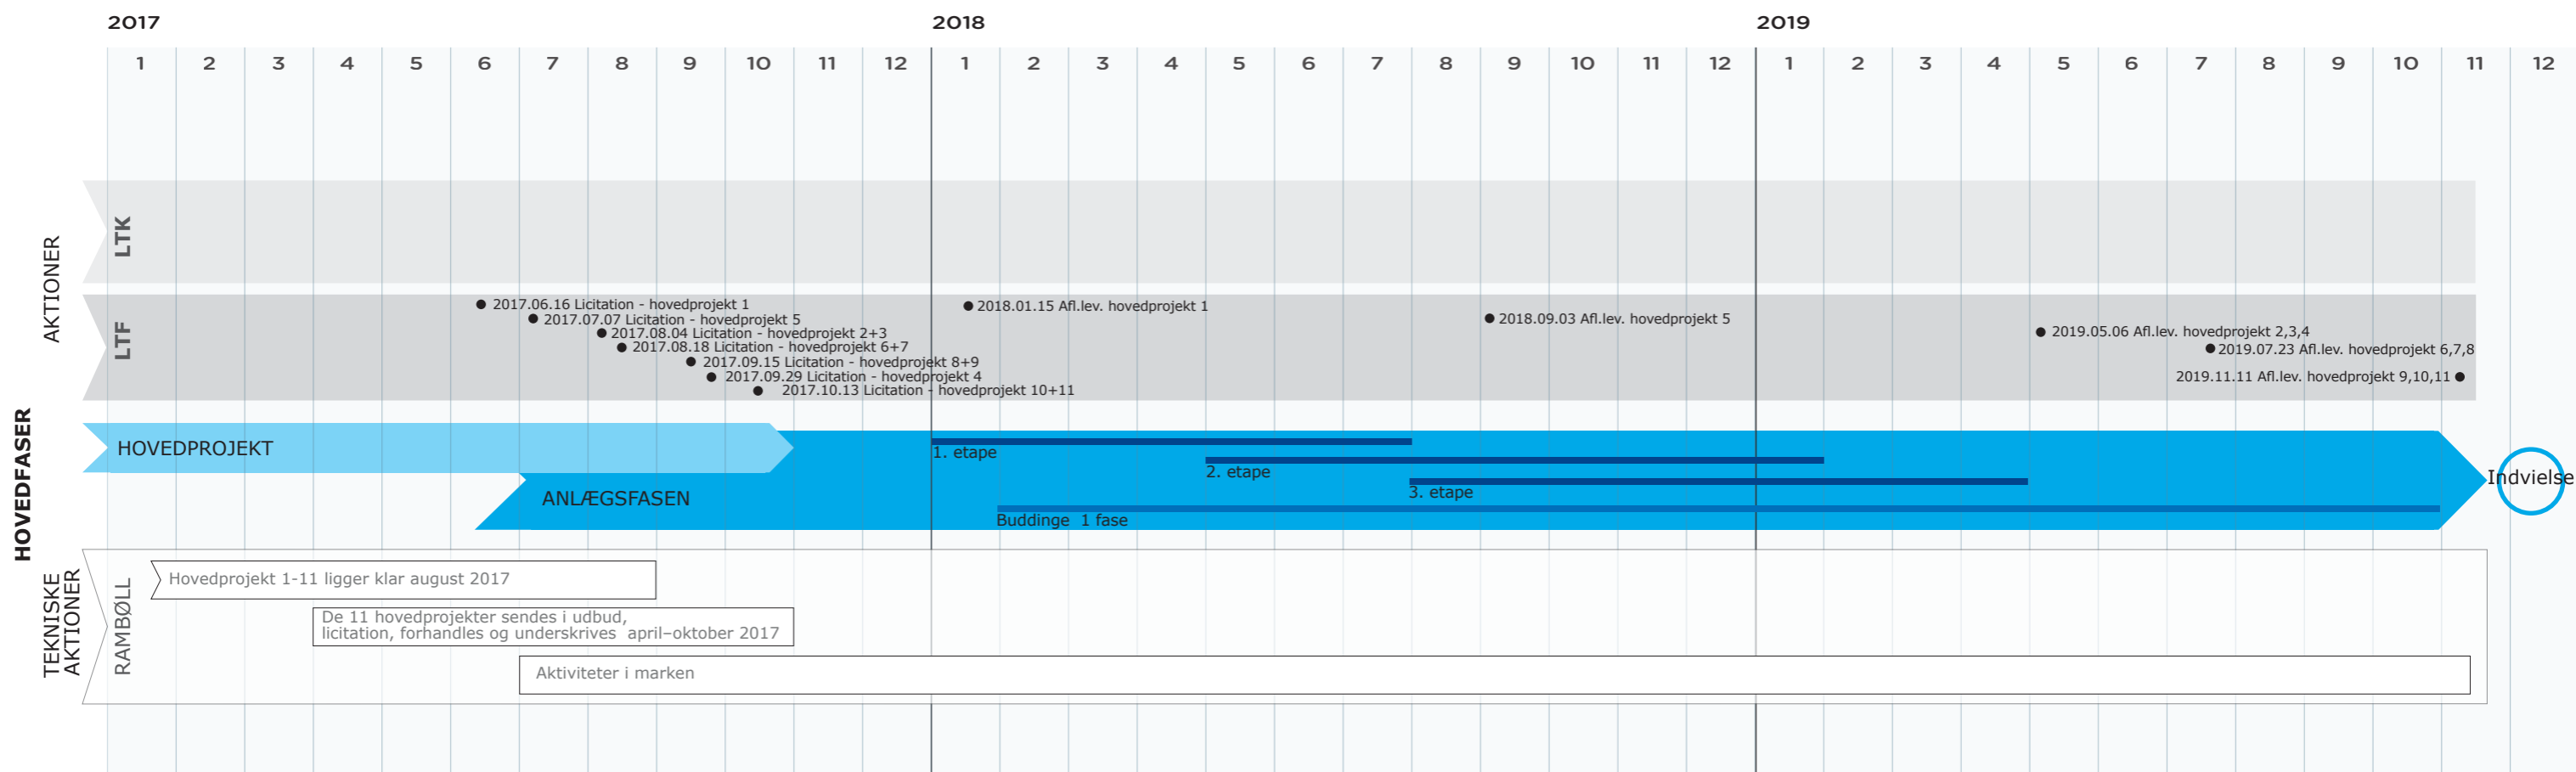 2017 2018 2019
1 2 3 4 5 6 7 8 9 10 11 12 1 2 3 4 5 6 7 8 9 10 11 12 1 2 3 4 5 6 7 8 9 10 11 12
AKTIONER
LTK
LTF
2017.06.16 Licitation - hovedprojekt 1
2017.07.07 Licitation - hovedprojekt 5
2017.08.04 Licitation - hovedprojekt 2+3
2017.08.18 Licitation - hovedprojekt 6+7
2017.09.15 Licitation - hovedprojekt 8+9
2017.09.29 Licitation - hovedprojekt 4
2017.10.13 Licitation - hovedprojekt 10+11
2018.01.15 Afl.lev. hovedprojekt 1
2018.09.03 Afl.lev. hovedprojekt 5
2019.05.06 Afl.lev. hovedprojekt 2,3,4
2019.07.23 Afl.lev. hovedprojekt 6,7,8
2019.11.11 Afl.lev. hovedprojekt 9,10,11
HOVEDFASER
HOVEDPROJEKT
ANLÆGSFASEN
1. etape
2. etape
3. etape
Buddinge 1 fase
Indvielse
TEKNISKE
AKTIONER
RAMBØLL
Hovedprojekt 1-11 ligger klar august 2017
De 11 hovedprojekter sendes i udbud,
licitation, forhandles og underskrives april–oktober 2017
Aktiviteter i marken